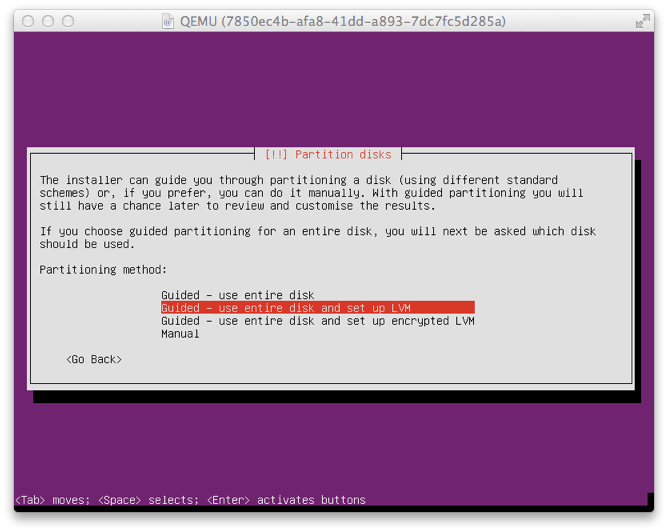 QEMU (7850ec4b-afa8-41dd-a893-7dc7fc5d285a)
[!!] Partition disks
The installer can guide you through partitioning a disk (using different standard
schemes) or, if you prefer, you can do it manually. With guided partitioning you will
still have a chance later to review and customise the results.
If you choose guided partitioning for an entire disk, you will next be asked which disk
should be used.
Partitioning method:
Guided - use entire disk
Guided - use entire disk and set up LVM
Guided - use entire disk and set up encrypted LVM
Manual
<Go Back>
<Tab> moves; <Space> selects; <Enter> activates buttons